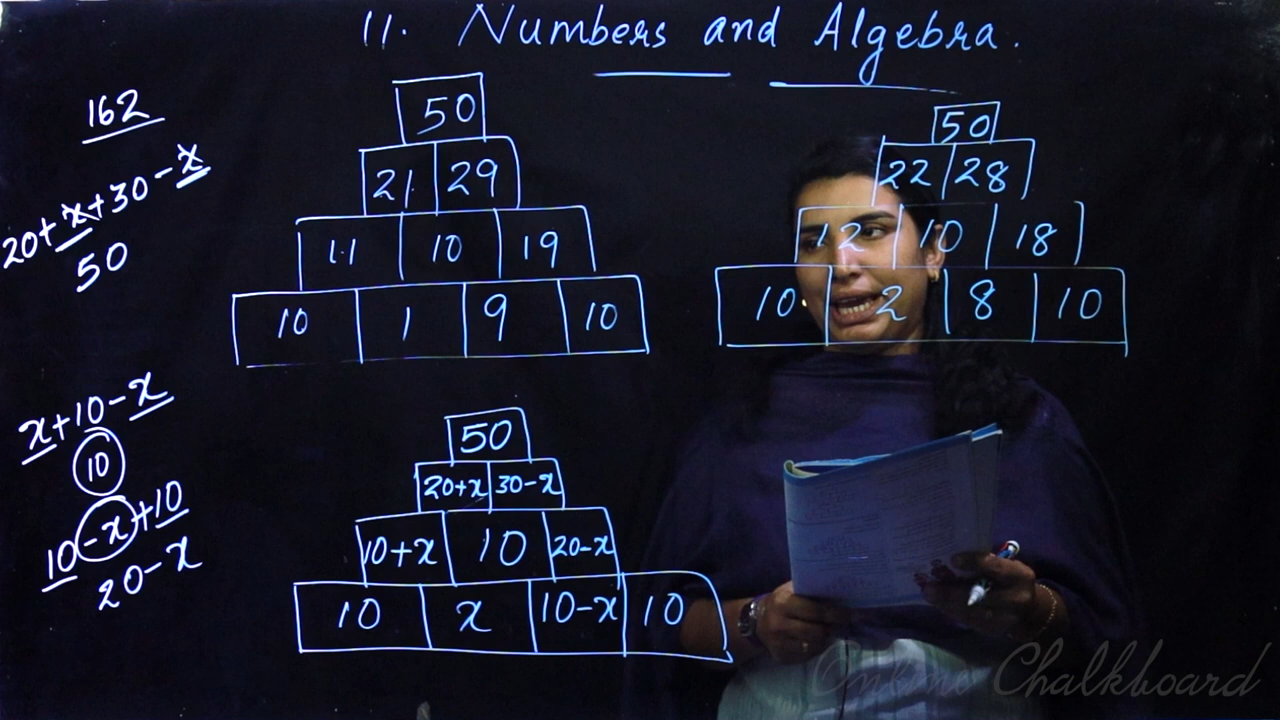 11. Numbers and Algebra.
162
20+x+30-x
50
x+10-x
10
10-x+10
20-x
50
21 29
11 10 19
10 1 9 10
50
22 28
12 10 18
10 2 8 10
50
20+x 30-x
10+x 10 20-x
10 x 10-x 10
Online Chalkboard